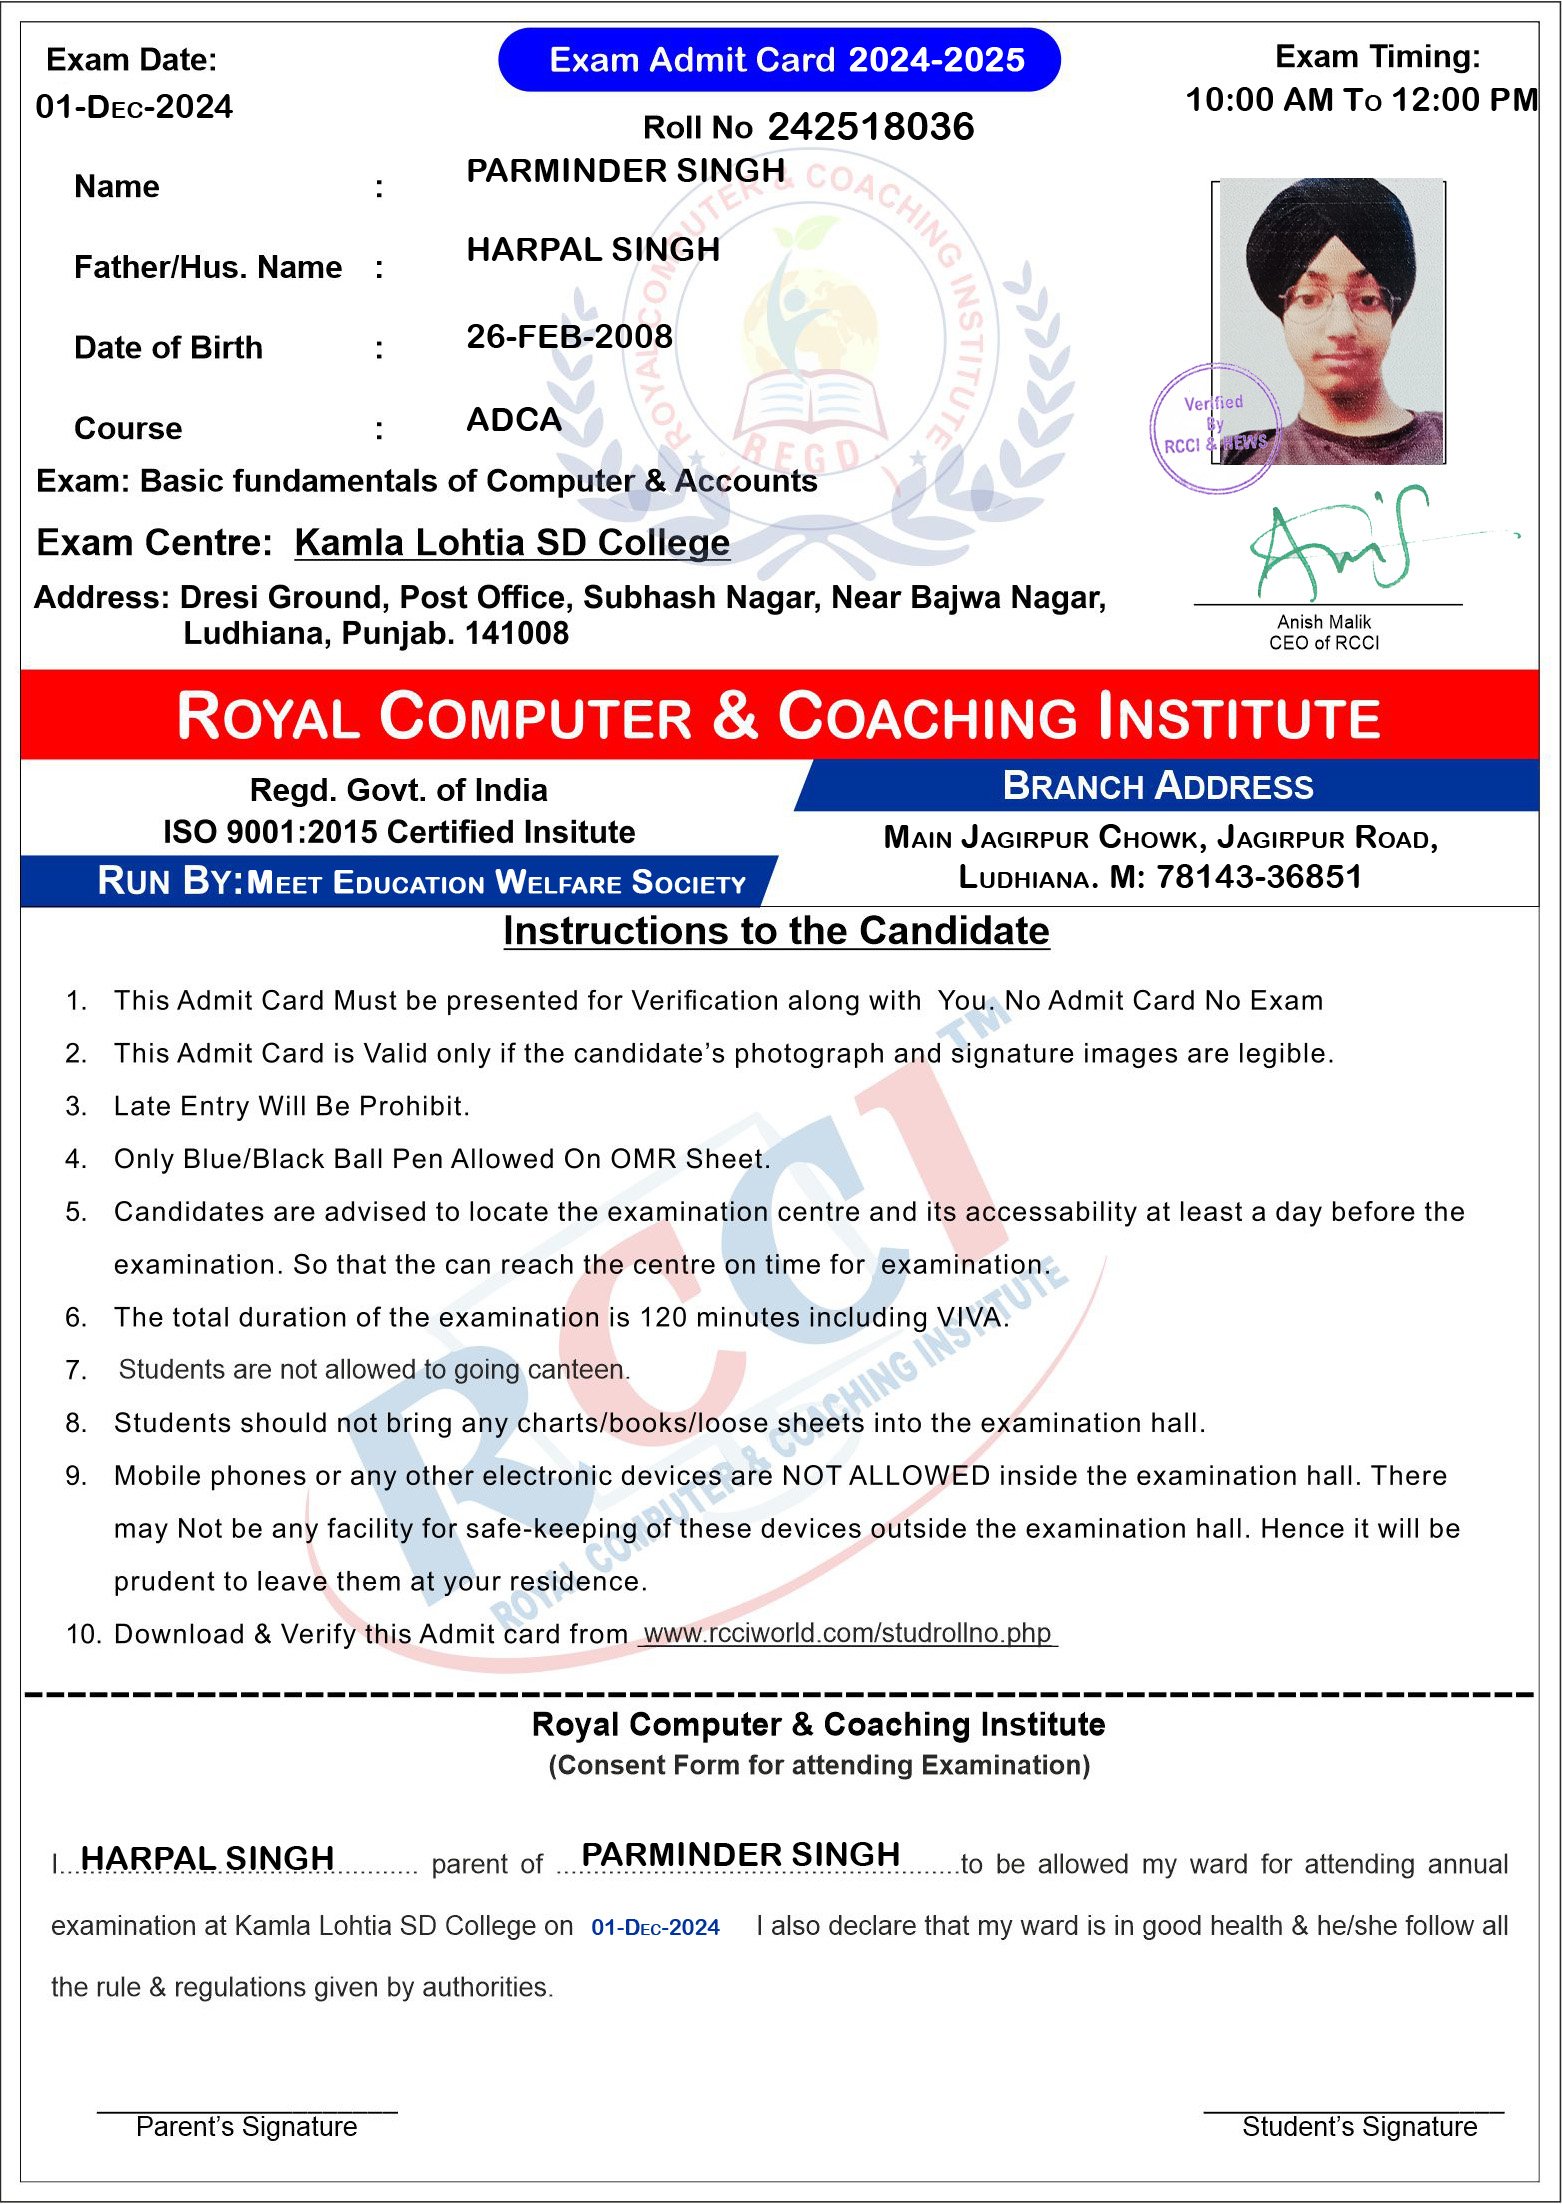 Exam Date:
01-Dec-2024
Exam Admit Card 2024-2025
Exam Timing:
10:00 AM To 12:00 PM
Roll No 242518036
Name : PARMINDER SINGH
Father/Hus. Name : HARPAL SINGH
Date of Birth : 26-FEB-2008
Course : ADCA
ROYAL COMPUTER & COACHING INSTITUTE
REGD.
Verified
By
RCCI & MEWS
Exam: Basic fundamentals of Computer & Accounts
Exam Centre: Kamla Lohtia SD College
Address: Dresi Ground, Post Office, Subhash Nagar, Near Bajwa Nagar,
Ludhiana, Punjab. 141008
Anish Malik
CEO of RCCI
Royal Computer & Coaching Institute
Regd. Govt. of India
ISO 9001:2015 Certified Insitute
Run By:Meet Education Welfare Society
Branch Address
Main Jagirpur Chowk, Jagirpur Road,
Ludhiana. M: 78143-36851
Instructions to the Candidate
1. This Admit Card Must be presented for Verification along with You. No Admit Card No Exam
2. This Admit Card is Valid only if the candidate's photograph and signature images are legible.
3. Late Entry Will Be Prohibit.
4. Only Blue/Black Ball Pen Allowed On OMR Sheet.
5. Candidates are advised to locate the examination centre and its accessability at least a day before the
examination. So that the can reach the centre on time for examination.
6. The total duration of the examination is 120 minutes including VIVA.
7. Students are not allowed to going canteen.
8. Students should not bring any charts/books/loose sheets into the examination hall.
9. Mobile phones or any other electronic devices are NOT ALLOWED inside the examination hall. There
may Not be any facility for safe-keeping of these devices outside the examination hall. Hence it will be
prudent to leave them at your residence.
10. Download & Verify this Admit card from www.rcciworld.com/studrollno.php
RCCI TM
ROYAL COMPUTER & COACHING INSTITUTE
Royal Computer & Coaching Institute
(Consent Form for attending Examination)
I... HARPAL SINGH .......... parent of ... PARMINDER SINGH .......to be allowed my ward for attending annual
examination at Kamla Lohtia SD College on 01-Dec-2024 I also declare that my ward is in good health & he/she follow all
the rule & regulations given by authorities.
Parent's Signature
Student's Signature